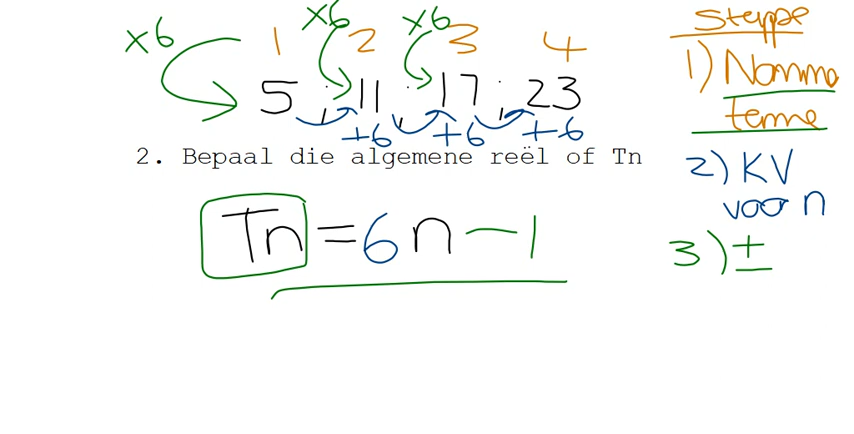 ×6 ×6 ×6
1 2 3 4
5 ; 11 ; 17 ; 23
+6 +6 +6
2. Bepaal die algemene reël of Tn
Tn = 6n - 1
Steppe
1) Nommer
terme
2) KV
voor n
3) ±